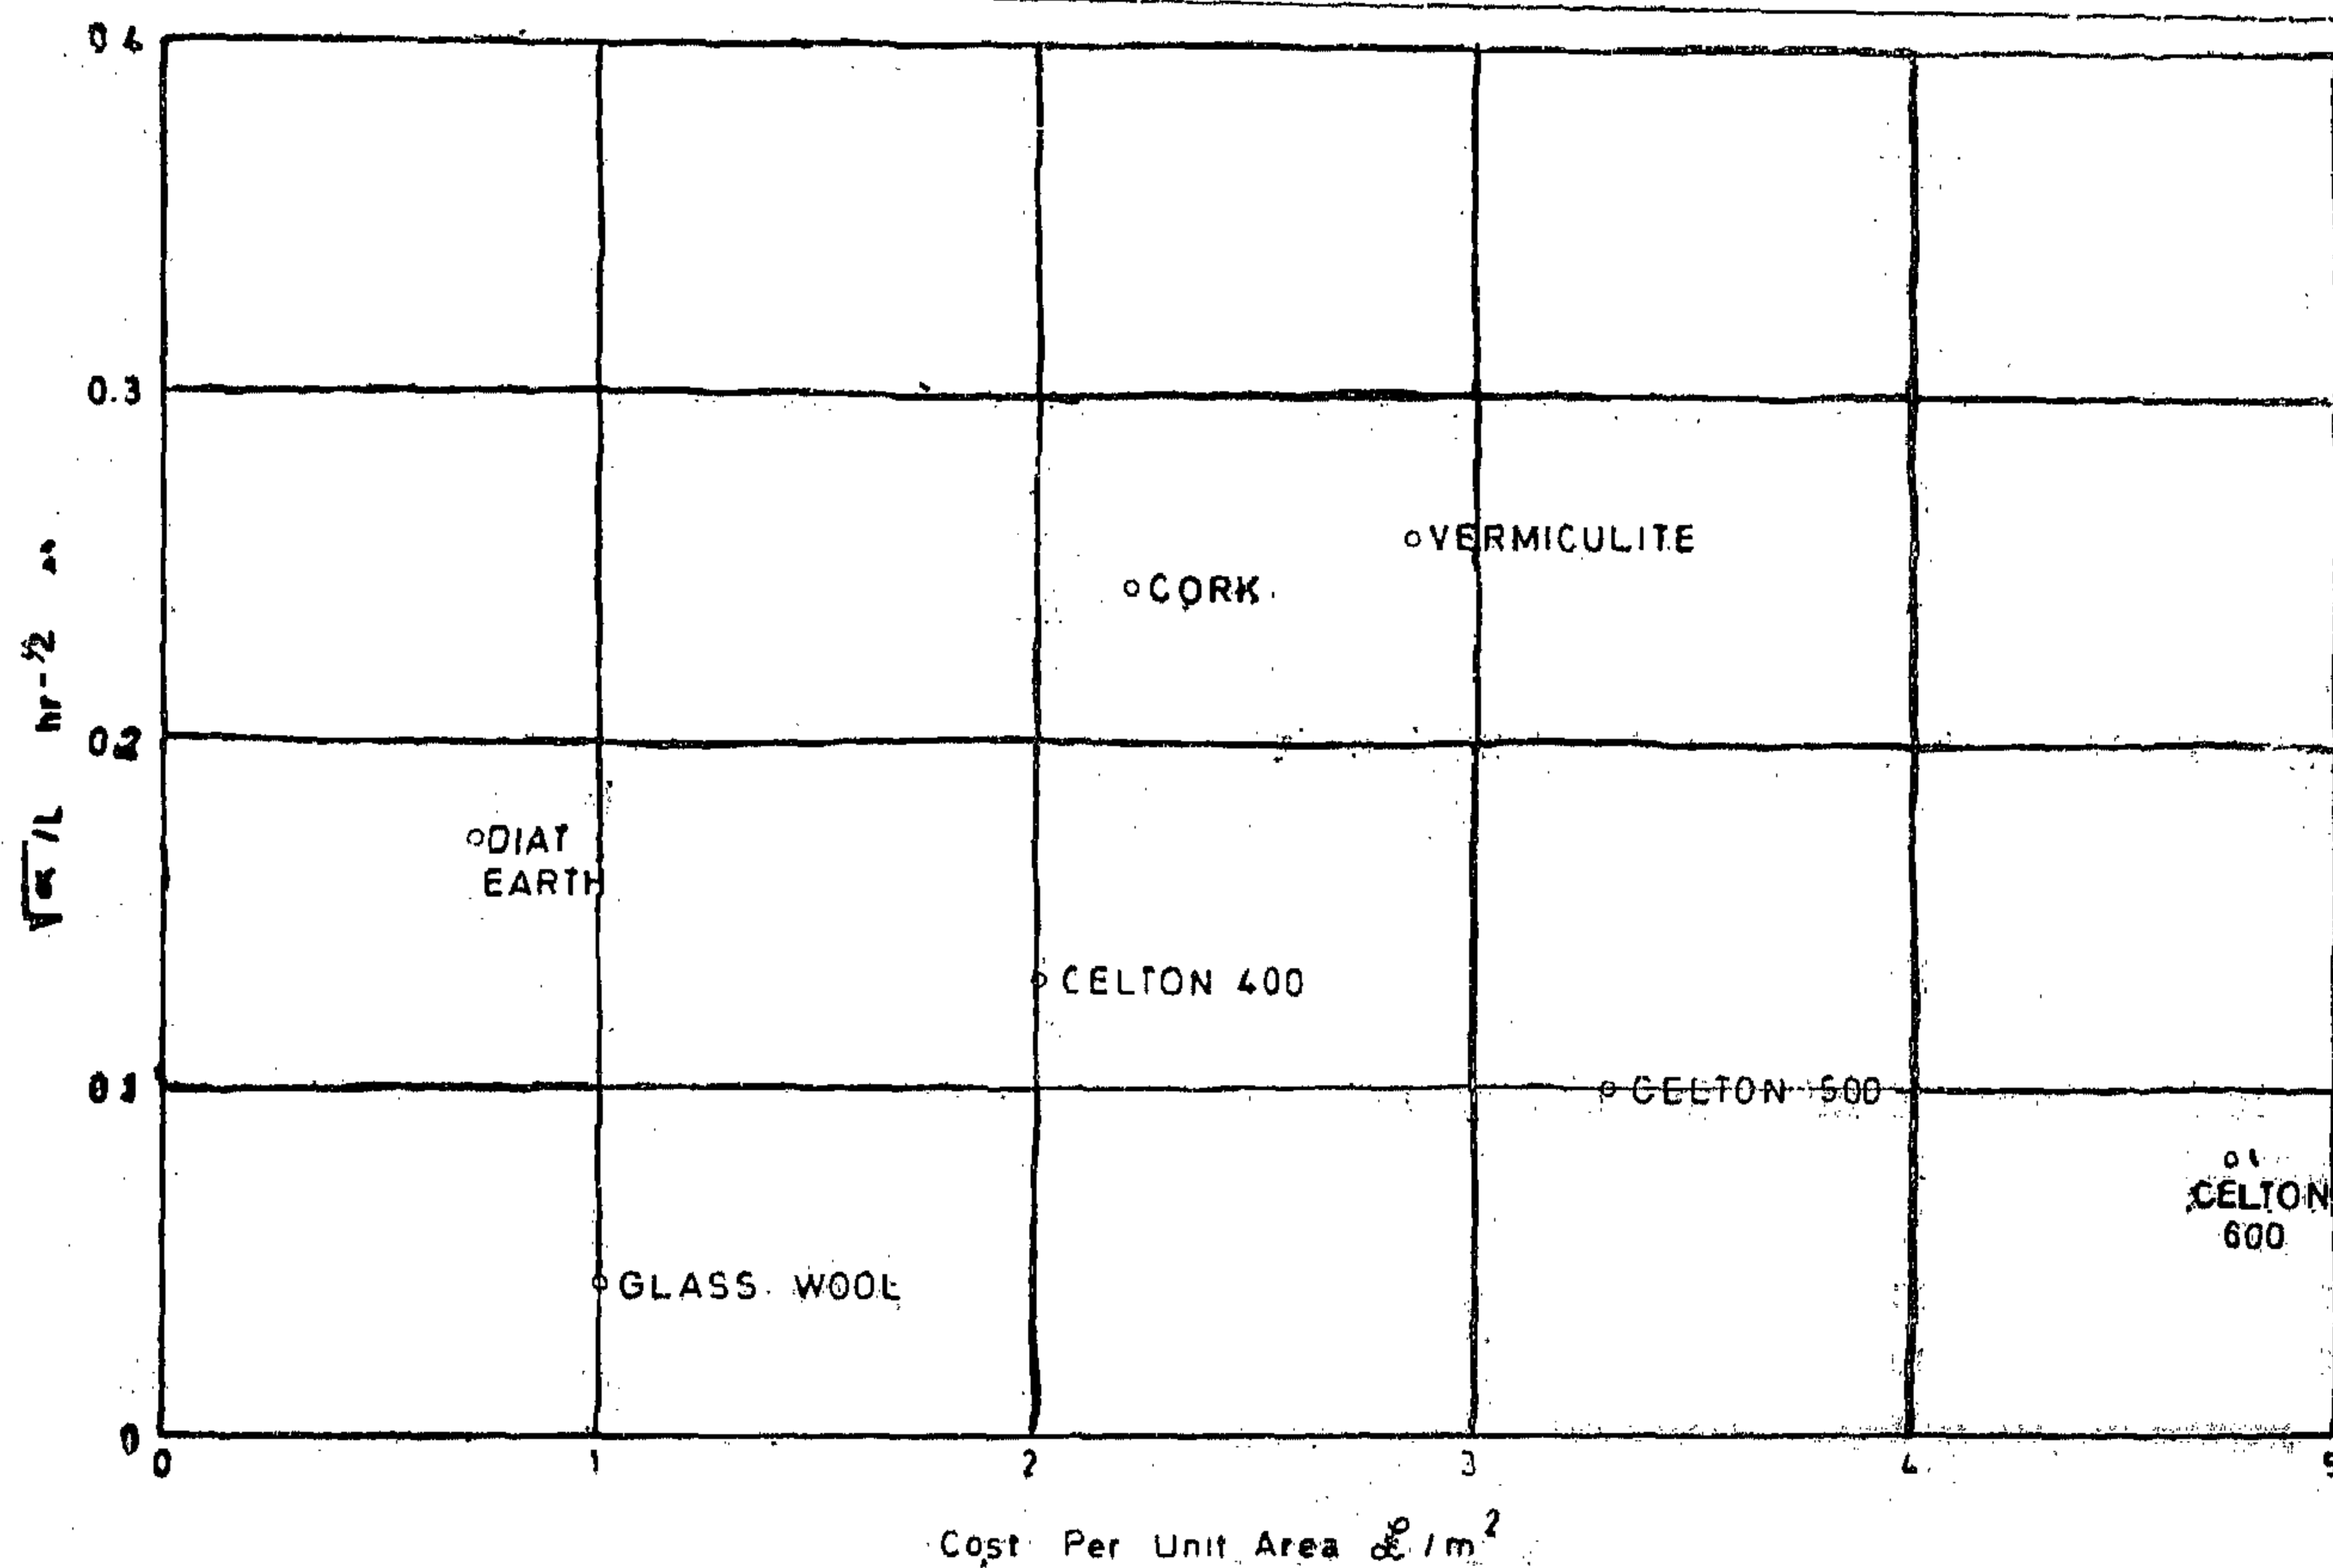 0.4
0.3
0.2
0.1
0
√α/L hr-½
VERMICULITE
CORK
DIAT
EARTH
CELTON 400
CELTON 500
CELTON
600
GLASS WOOL
0 1 2 3 4 5
Cost Per Unit Area £/m²